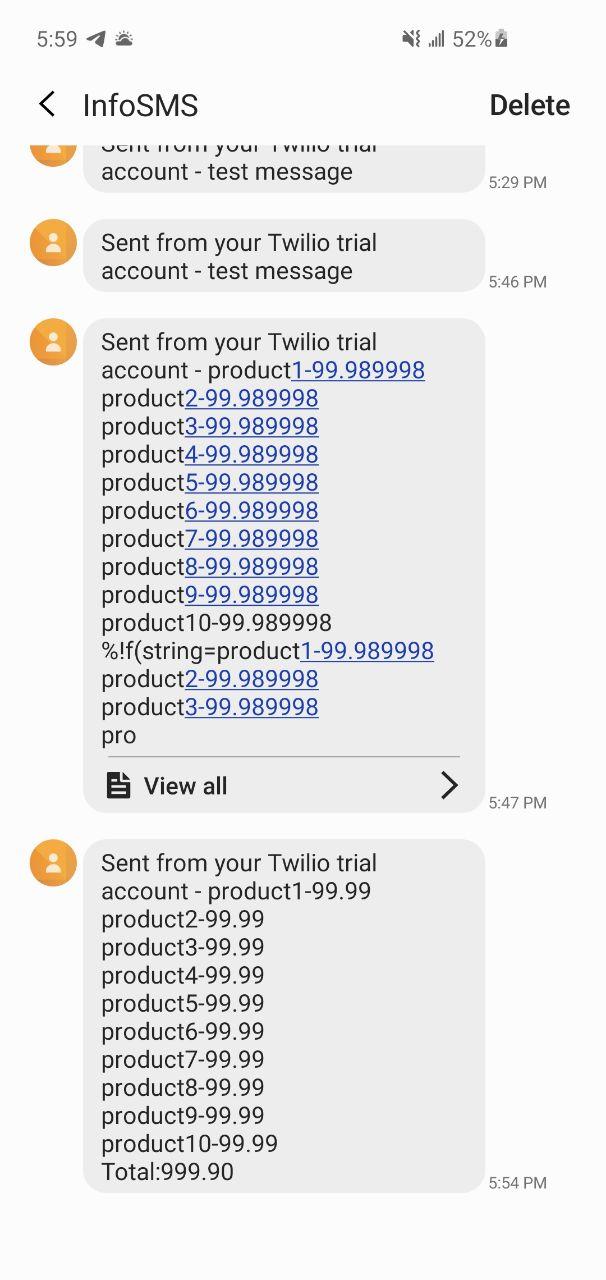 5:59 52%
InfoSMS Delete
Sent from your Twilio trial
account - test message
5:29 PM
Sent from your Twilio trial
account - test message
5:46 PM
Sent from your Twilio trial
account - product1-99.989998
product2-99.989998
product3-99.989998
product4-99.989998
product5-99.989998
product6-99.989998
product7-99.989998
product8-99.989998
product9-99.989998
product10-99.989998
%!f(string=product1-99.989998
product2-99.989998
product3-99.989998
pro
View all
5:47 PM
Sent from your Twilio trial
account - product1-99.99
product2-99.99
product3-99.99
product4-99.99
product5-99.99
product6-99.99
product7-99.99
product8-99.99
product9-99.99
product10-99.99
Total:999.90
5:54 PM